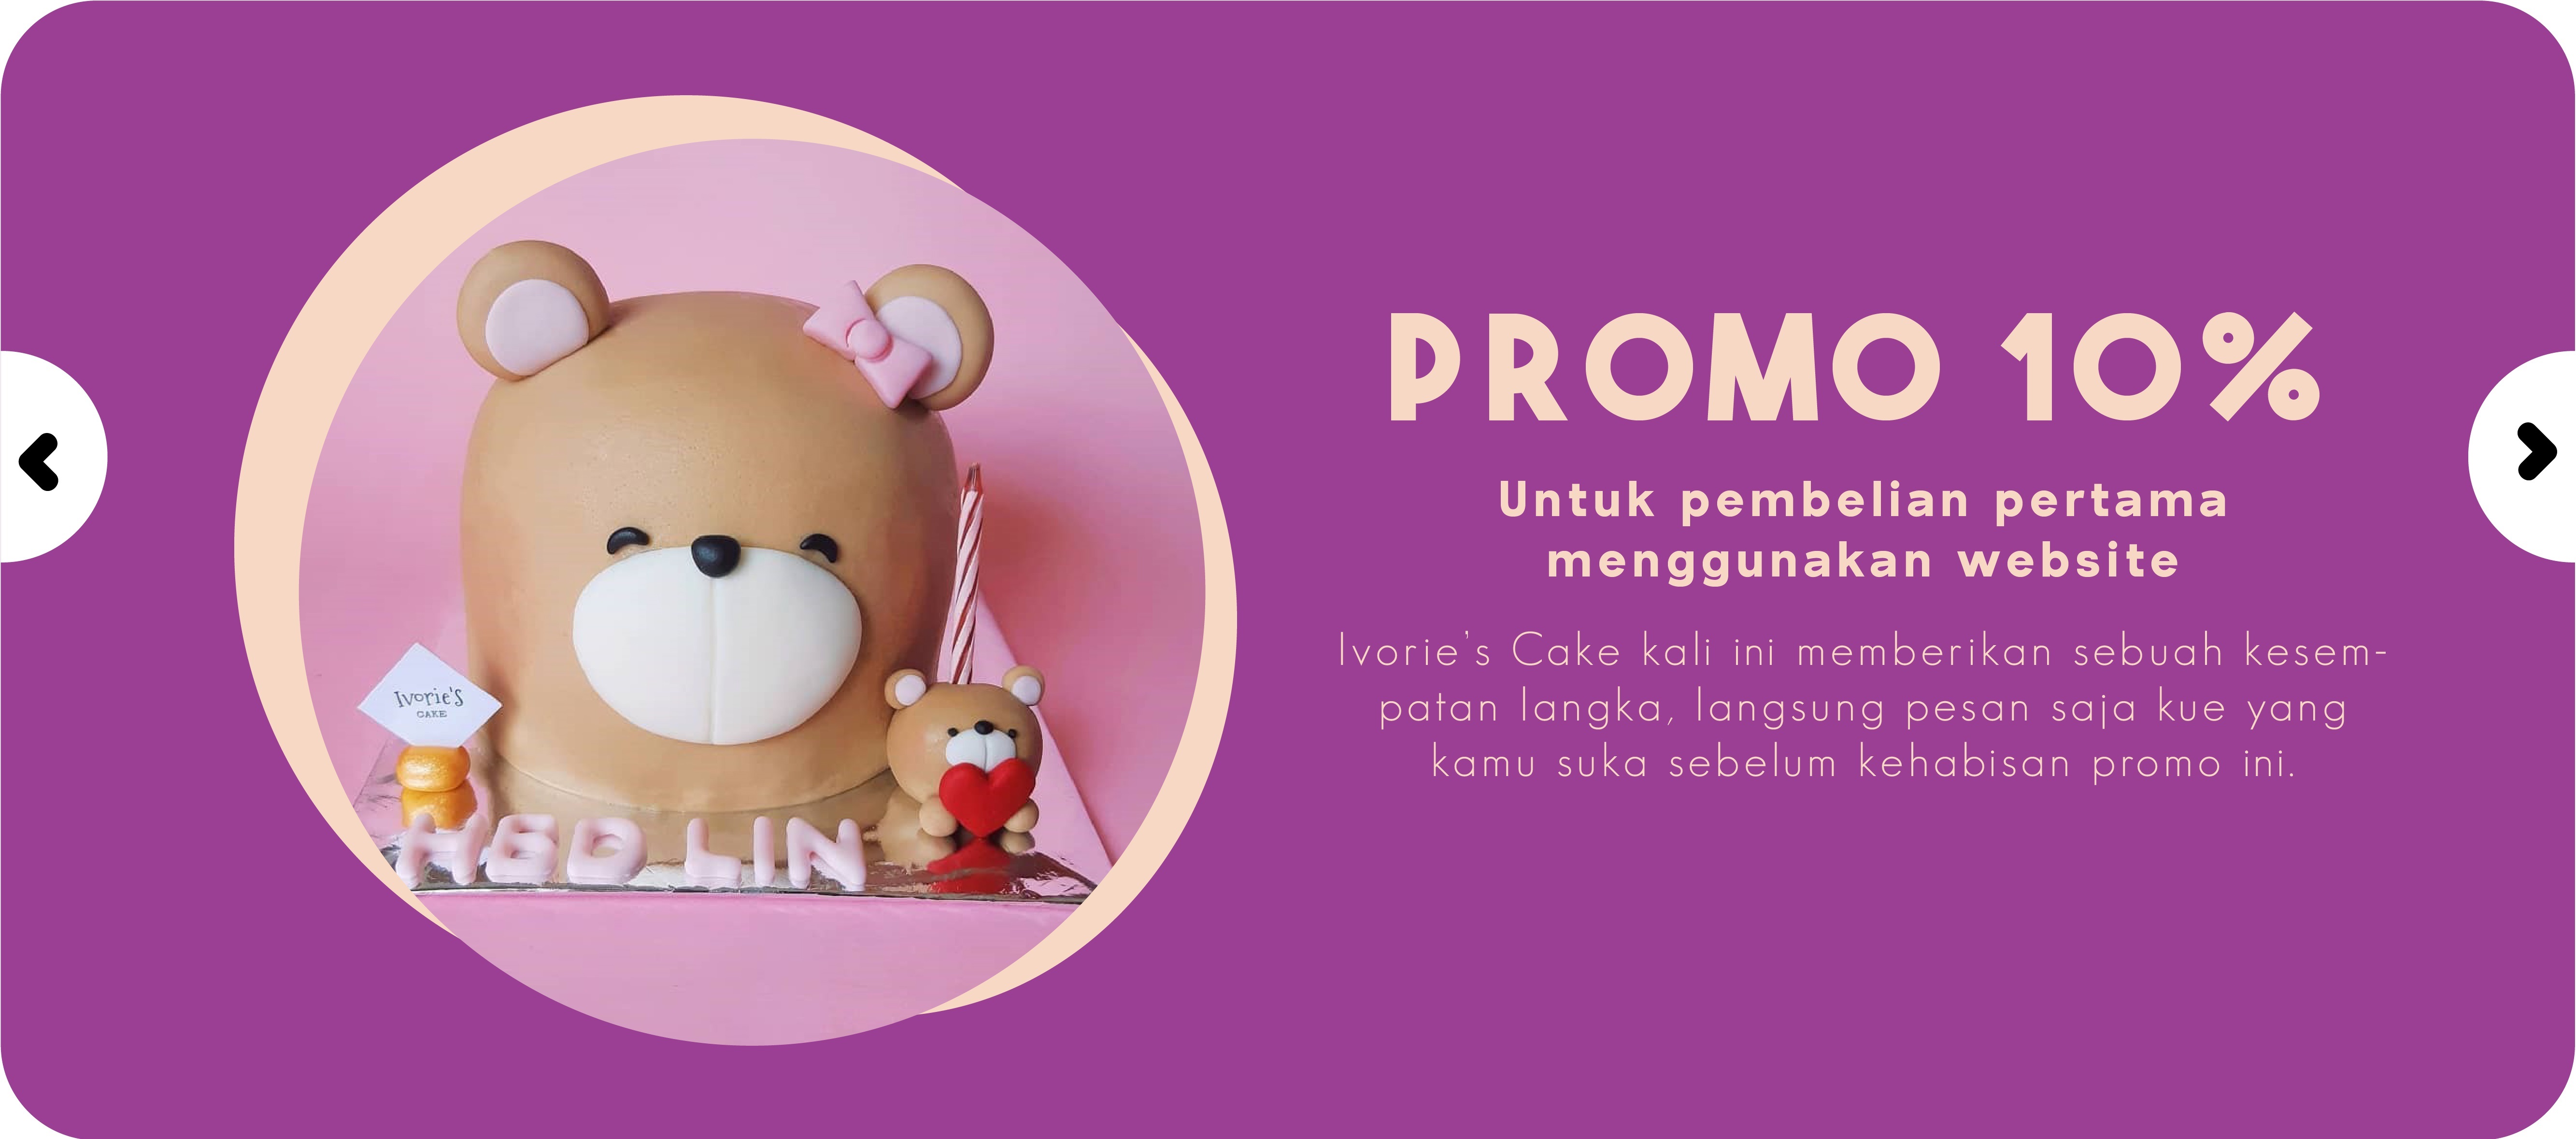 Ivorie's
CAKE
HBD LIN
PROMO 10%
Untuk pembelian pertama
menggunakan website
Ivorie's Cake kali ini memberikan sebuah kesem-
patan langka, langsung pesan saja kue yang
kamu suka sebelum kehabisan promo ini.